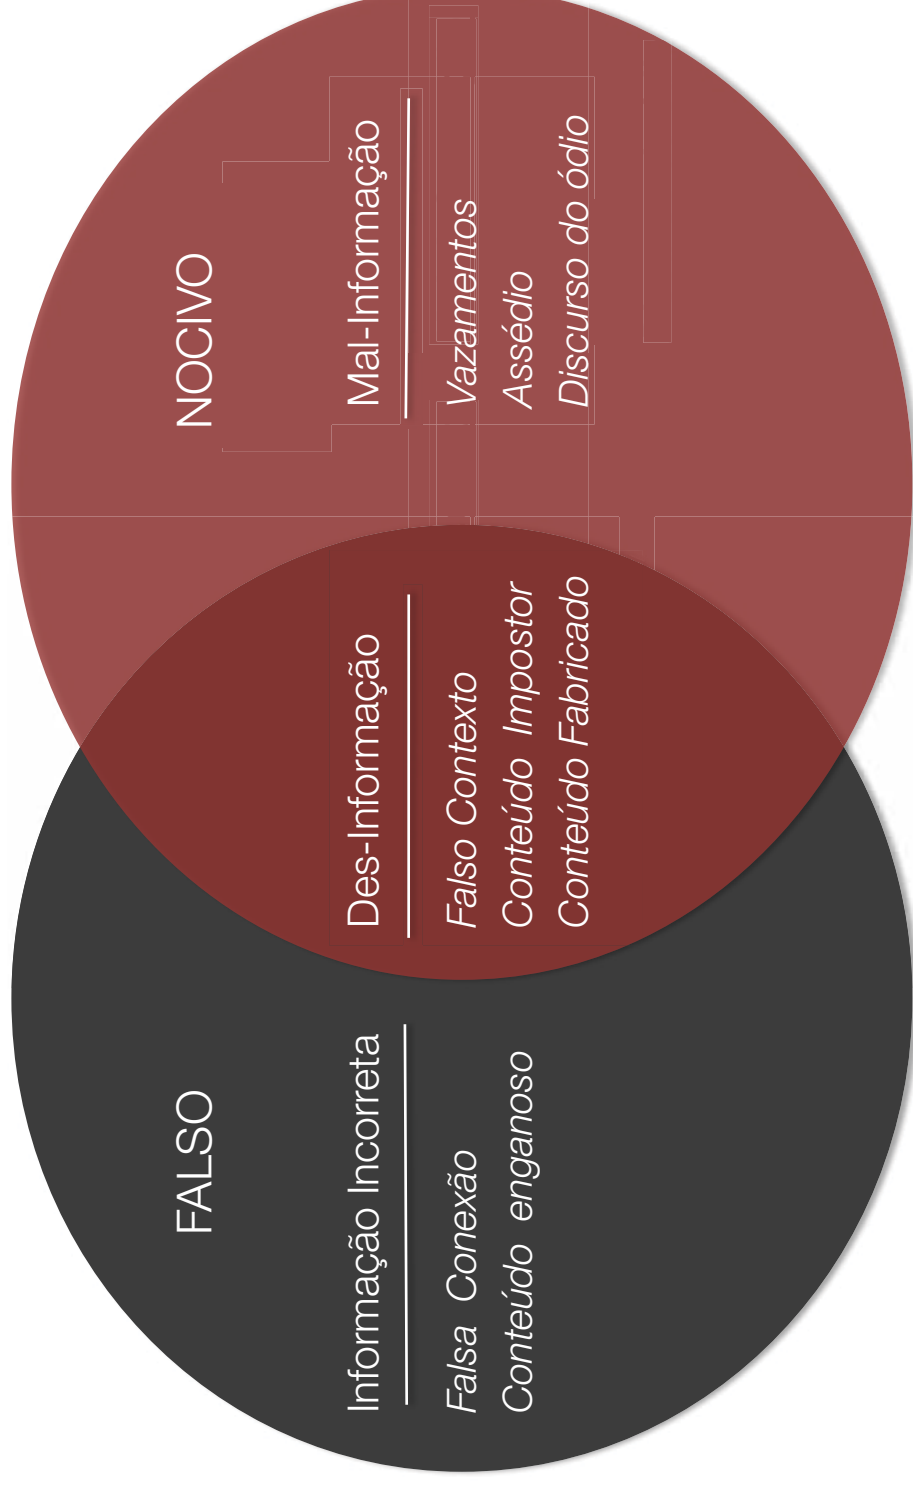 FALSO
NOCIVO
Informação Incorreta
Falsa Conexão
Conteúdo enganoso
Des-Informação
Falso Contexto
Conteúdo Impostor
Conteúdo Fabricado
Mal-Informação
Vazamentos
Assédio
Discurso do ódio